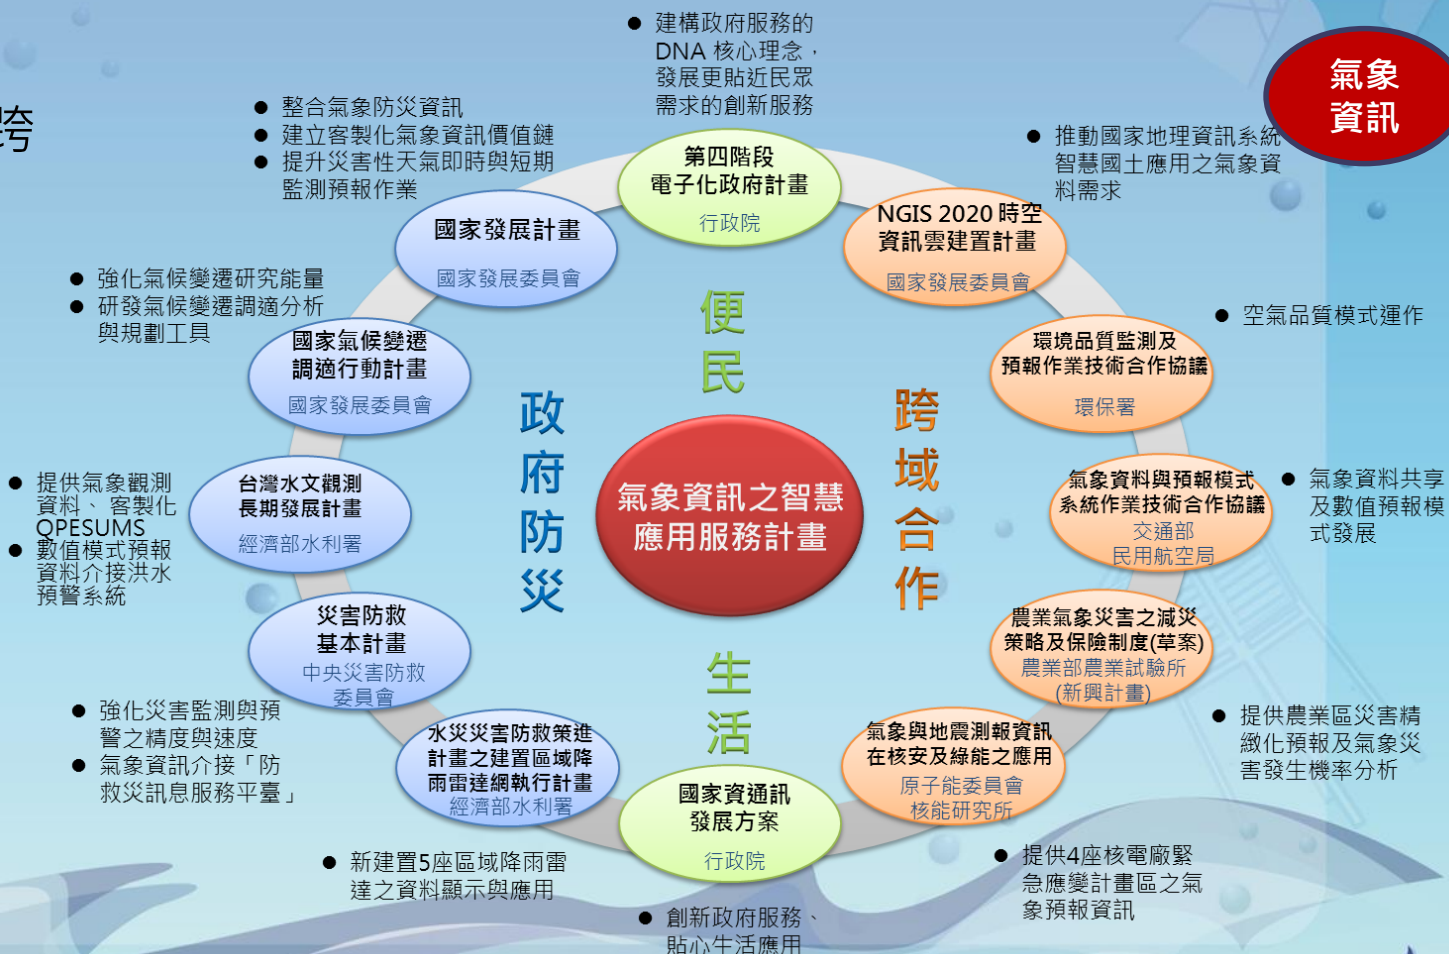 跨
氣象
資訊
● 建構政府服務的
DNA 核心理念，
發展更貼近民眾
需求的創新服務
● 整合氣象防災資訊
● 建立客製化氣象資訊價值鏈
● 提升災害性天氣即時與短期
監測預報作業
● 推動國家地理資訊系統
智慧國土應用之氣象資
料需求
第四階段
電子化政府計畫
行政院
國家發展計畫
國家發展委員會
NGIS 2020 時空
資訊雲建置計畫
國家發展委員會
● 強化氣候變遷研究能量
● 研發氣候變遷調適分析
與規劃工具
● 空氣品質模式運作
國家氣候變遷
調適行動計畫
國家發展委員會
環境品質監測及
預報作業技術合作協議
環保署
便民
政府防災
跨域合作
生活
氣象資訊之智慧
應用服務計畫
● 提供氣象觀測
資料、客製化
QPESUMS
● 數值模式預報
資料介接洪水
預警系統
台灣水文觀測
長期發展計畫
經濟部水利署
氣象資料與預報模式
系統作業技術合作協議
交通部
民用航空局
● 氣象資料共享
及數值預報模
式發展
災害防救
基本計畫
中央災害防救
委員會
農業氣象災害之減災
策略及保險制度(草案)
農業部農業試驗所
(新興計畫)
● 強化災害監測與預
警之精度與速度
● 氣象資訊介接「防
救災訊息服務平臺」
● 提供農業區災害精
緻化預報及氣象災
害發生機率分析
水災災害防救策進
計畫之建置區域降
雨雷達網執行計畫
經濟部水利署
氣象與地震測報資訊
在核安及綠能之應用
原子能委員會
核能研究所
國家資通訊
發展方案
行政院
● 新建置5座區域降雨雷
達之資料顯示與應用
● 提供4座核電廠緊
急應變計畫區之氣
象預報資訊
● 創新政府服務、
貼心生活應用